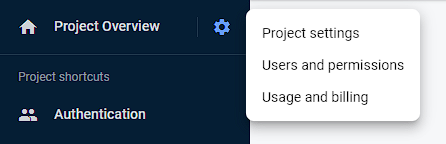 Project Overview
Project settings
Users and permissions
Project shortcuts
Usage and billing
Authentication